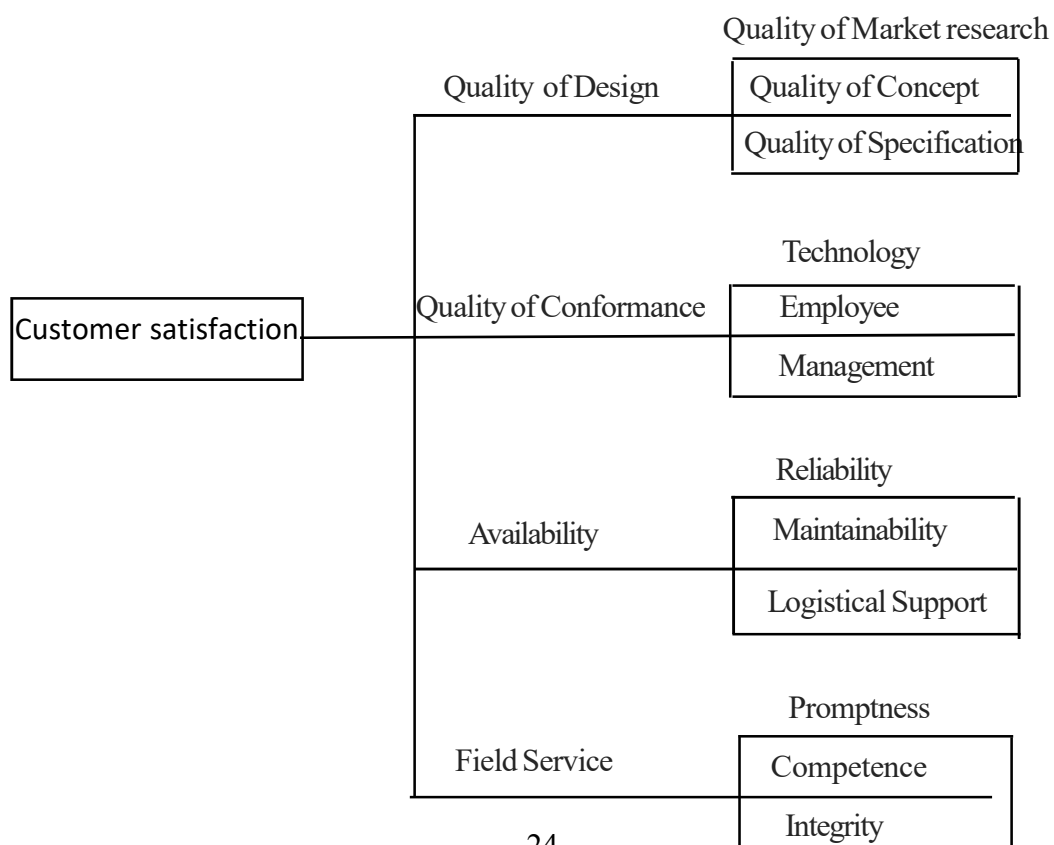 Quality of Market research
Quality of Design
Quality of Concept
Quality of Specification
Technology
Customer satisfaction
Quality of Conformance
Employee
Management
Reliability
Availability
Maintainability
Logistical Support
Promptness
Field Service
Competence
Integrity
24